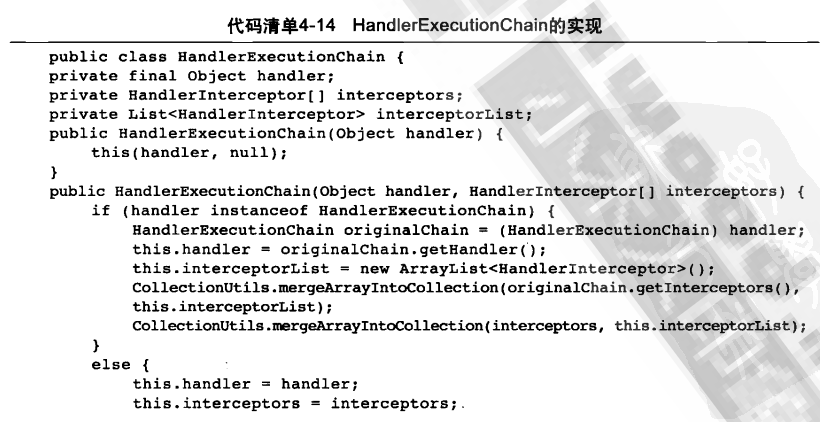 代码清单4-14 HandlerExecutionChain的实现
public class HandlerExecutionChain {
private final Object handler;
private HandlerInterceptor[] interceptors;
private List<HandlerInterceptor> interceptorList;
public HandlerExecutionChain(Object handler) {
this(handler, null);
}
public HandlerExecutionChain(Object handler, HandlerInterceptor[] interceptors) {
if (handler instanceof HandlerExecutionChain) {
HandlerExecutionChain originalChain = (HandlerExecutionChain) handler;
this.handler = originalChain.getHandler();
this.interceptorList = new ArrayList<HandlerInterceptor>();
CollectionUtils.mergeArrayIntoCollection(originalChain.getInterceptors(),
this.interceptorList);
CollectionUtils.mergeArrayIntoCollection(interceptors, this.interceptorList);
}
else {
this.handler = handler;
this.interceptors = interceptors;